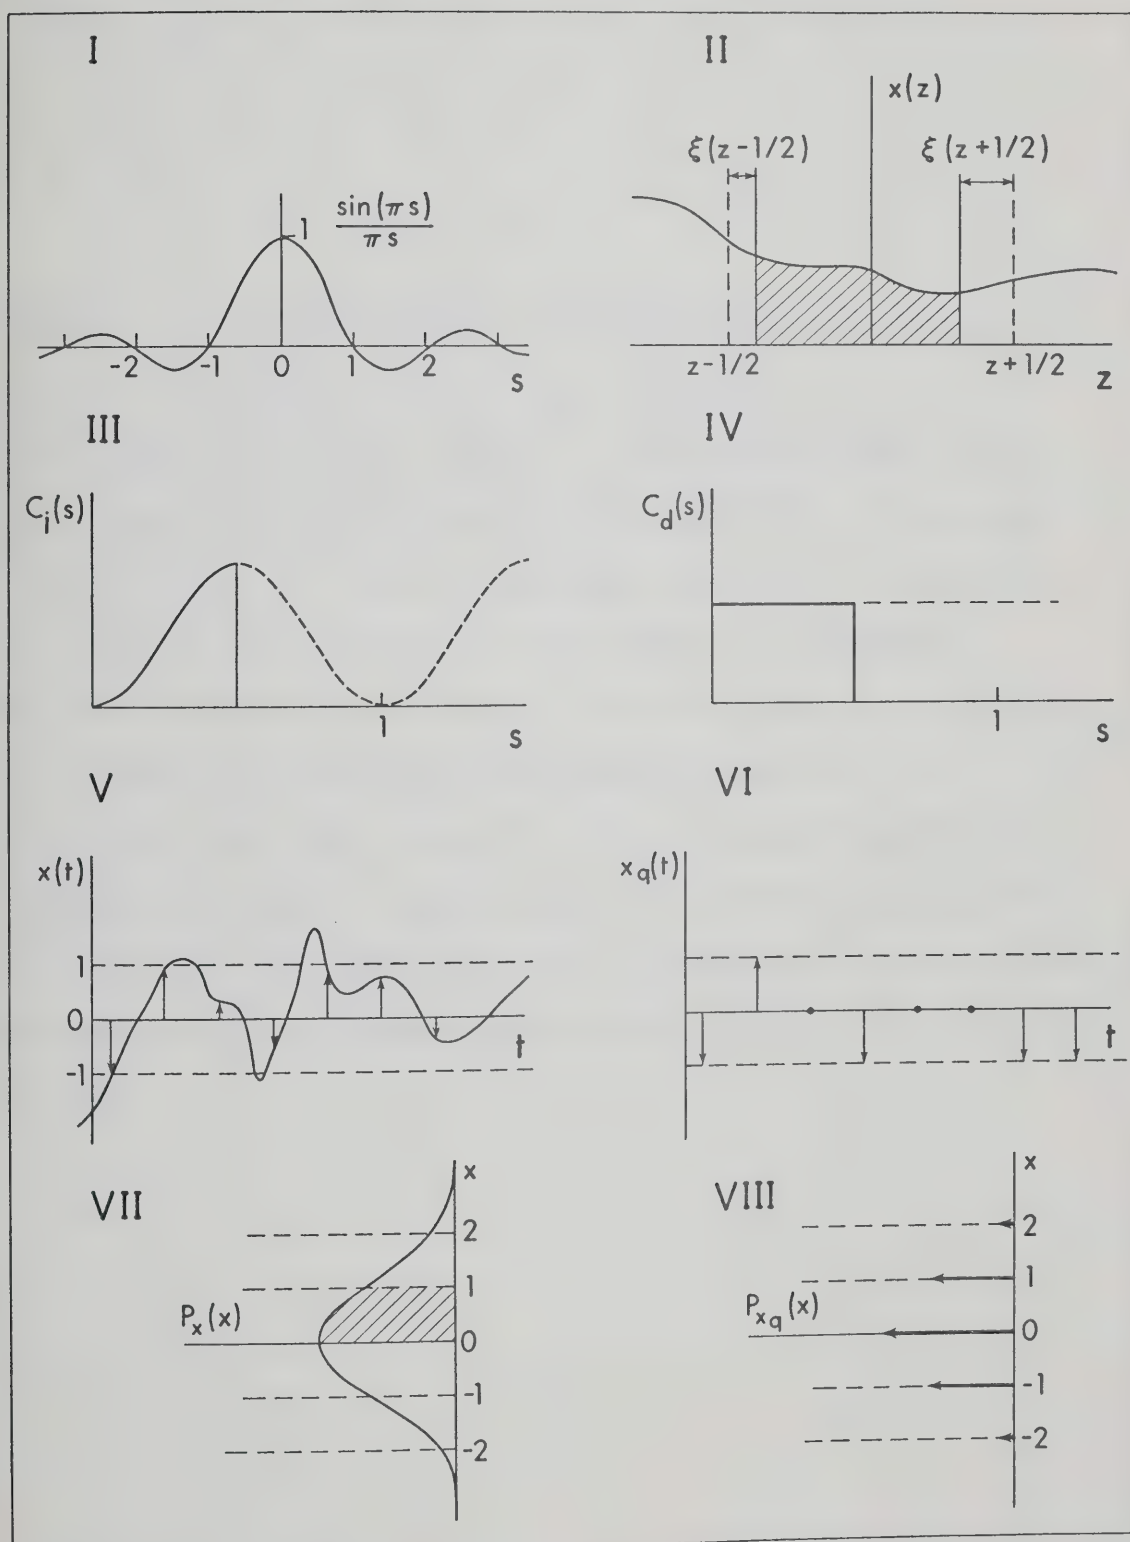 I
1
sin(πs)
πs
-2
-1
0
1
2
s
II
x(z)
ξ(z-1/2)
ξ(z+1/2)
z-1/2
z+1/2
z
III
C_i(s)
1
s
IV
C_d(s)
1
s
V
x(t)
1
0
-1
t
VI
x_q(t)
t
VII
x
2
1
P_x(x)
0
-1
-2
VIII
x
2
1
P_{x_q}(x)
0
-1
-2